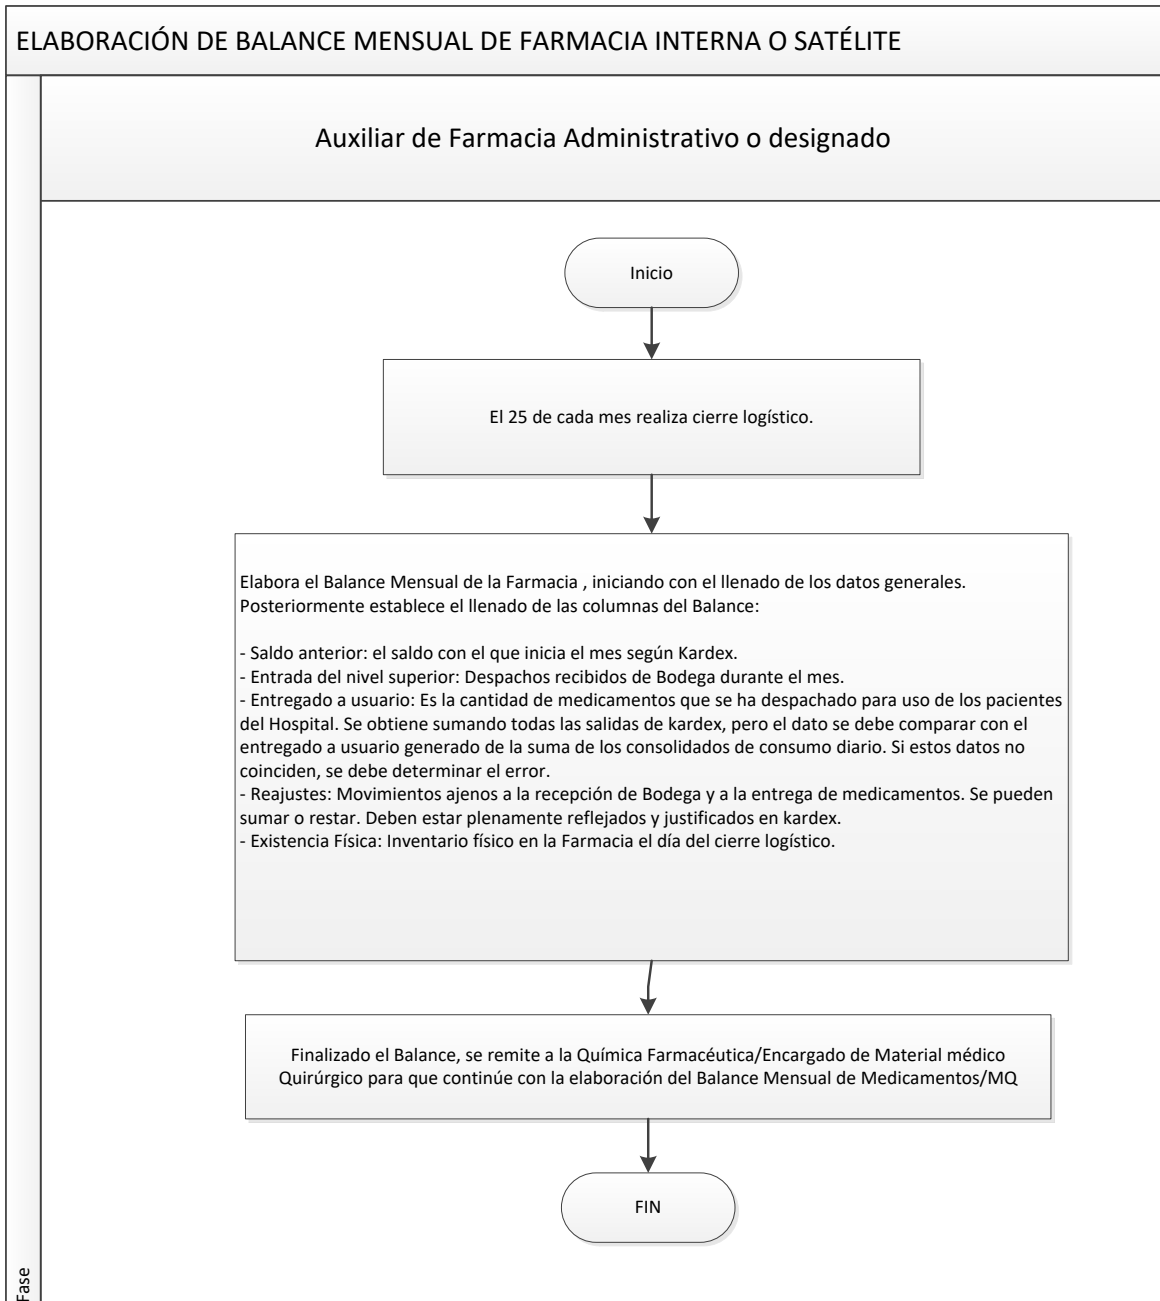 ELABORACIÓN DE BALANCE MENSUAL DE FARMACIA INTERNA O SATÉLITE
Auxiliar de Farmacia Administrativo o designado
Inicio
El 25 de cada mes realiza cierre logístico.
Elabora el Balance Mensual de la Farmacia , iniciando con el llenado de los datos generales.
Posteriormente establece el llenado de las columnas del Balance:
- Saldo anterior: el saldo con el que inicia el mes según Kardex.
- Entrada del nivel superior: Despachos recibidos de Bodega durante el mes.
- Entregado a usuario: Es la cantidad de medicamentos que se ha despachado para uso de los pacientes
del Hospital. Se obtiene sumando todas las salidas de kardex, pero el dato se debe comparar con el
entregado a usuario generado de la suma de los consolidados de consumo diario. Si estos datos no
coinciden, se debe determinar el error.
- Reajustes: Movimientos ajenos a la recepción de Bodega y a la entrega de medicamentos. Se pueden
sumar o restar. Deben estar plenamente reflejados y justificados en kardex.
- Existencia Física: Inventario físico en la Farmacia el día del cierre logístico.
Finalizado el Balance, se remite a la Química Farmacéutica/Encargado de Material médico
Quirúrgico para que continúe con la elaboración del Balance Mensual de Medicamentos/MQ
FIN
Fase